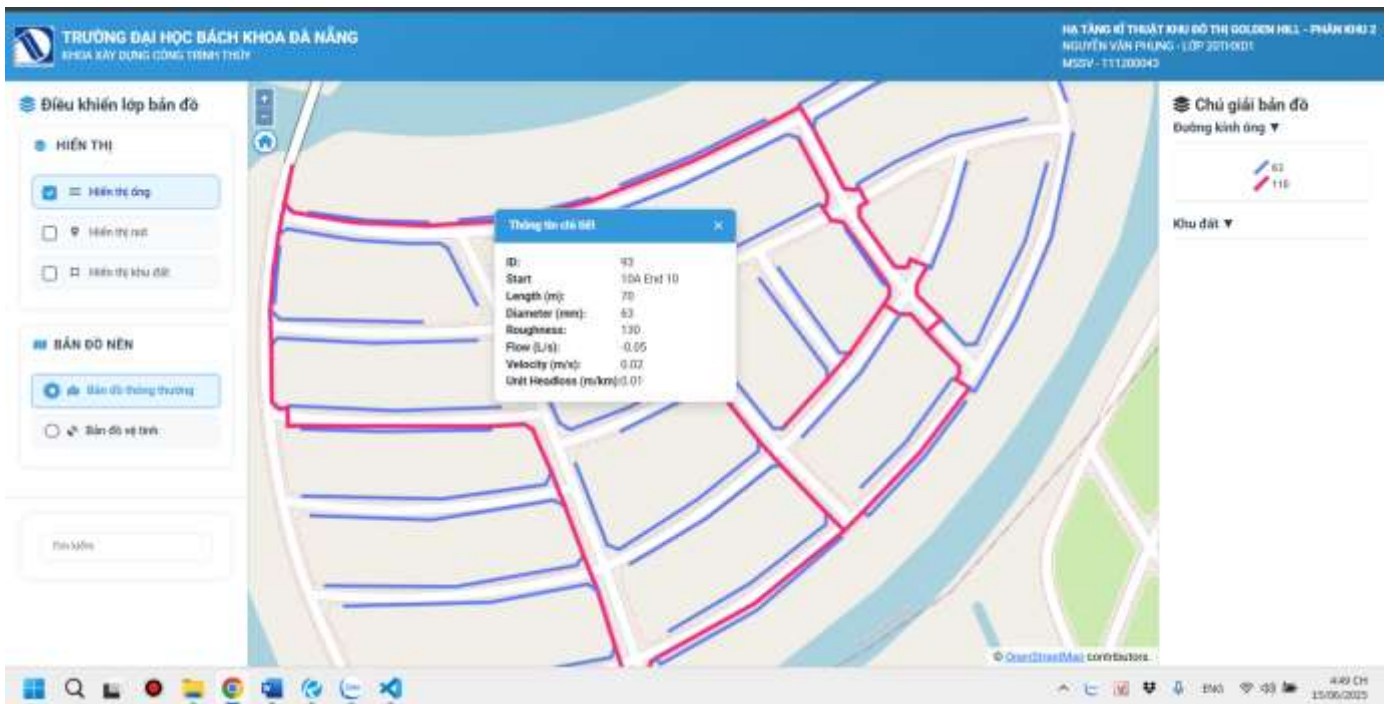 TRƯỜNG ĐẠI HỌC BÁCH KHOA ĐÀ NẴNG
KHOA XÂY DỰNG CÔNG TRÌNH THỦY
HẠ TẦNG KĨ THUẬT KHU ĐÔ THỊ GOLDEN HILL - PHÂN KHU 2
NGUYỄN VĂN PHỤNG - LỚP
MSSV - 111200043
Điều khiển lớp bản đồ
HIỂN THỊ
Hiển thị ống
Hiển thị nút
Hiển thị khu đất
BẢN ĐỒ NỀN
Bản đồ thông thường
Bản đồ vệ tinh
Tìm kiếm
+
−
Thông tin chi tiết
×
ID: 93
Start 10A End 10
Length (m): 70
Diameter (mm): 63
Roughness: 130
Flow (L/s): -0.05
Velocity (m/s): 0.02
Unit Headloss (m/km): 0.01
© OpenStreetMap contributors.
Chú giải bản đồ
Đường kính ống ▼
63
110
Khu đất ▼
ENG
4:49 CH
15/06/2025